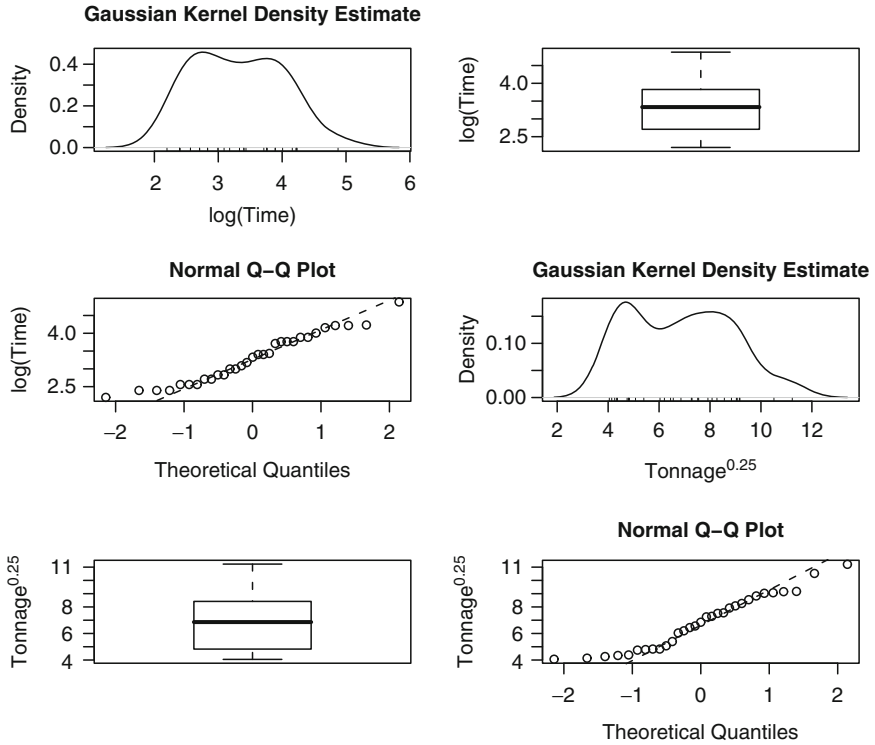 Gaussian Kernel Density Estimate
Density
0.4
0.2
0.0
2 3 4 5 6
log(Time)
log(Time)
4.0
2.5
Normal Q−Q Plot
log(Time)
4.0
2.5
−2 −1 0 1 2
Theoretical Quantiles
Gaussian Kernel Density Estimate
Density
0.10
0.00
2 4 6 8 10 12
Tonnage^0.25
Tonnage^0.25
11
8
6
4
Normal Q−Q Plot
Tonnage^0.25
11
8
6
4
−2 −1 0 1 2
Theoretical Quantiles